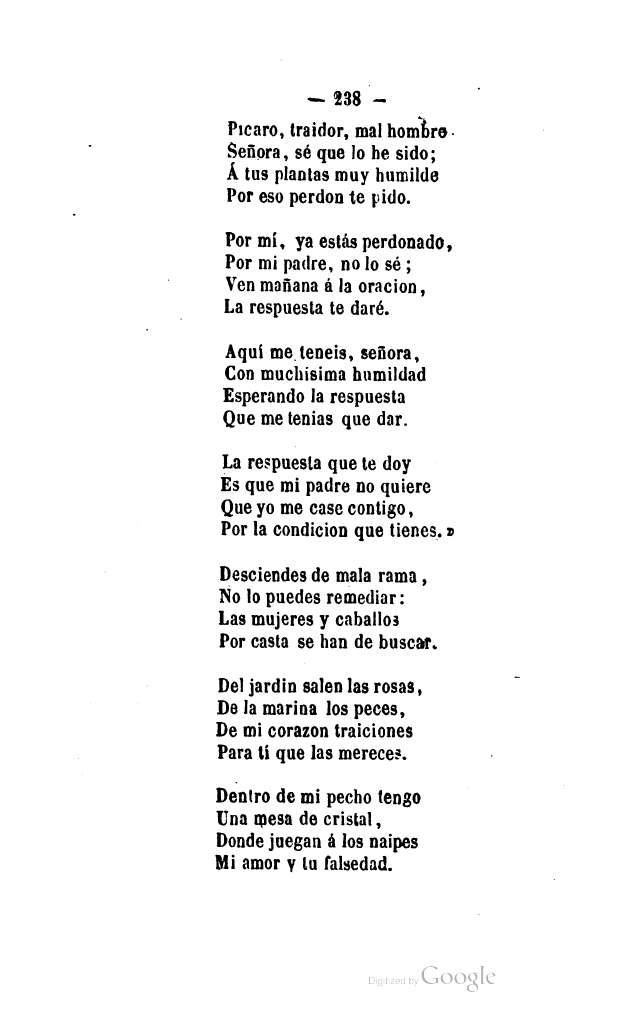 — 238 —
Picaro, traidor, mal hombre.
Señora, sé que lo he sido;
Á tus plantas muy humilde
Por eso perdon te pido.
Por mí, ya estás perdonado,
Por mi padre, no lo sé;
Ven mañana á la oracion,
La respuesta te daré.
Aquí me teneis, señora,
Con muchisima humildad
Esperando la respuesta
Que me tenias que dar.
La respuesta que te doy
Es que mi padre no quiere
Que yo me case contigo,
Por la condicion que tienes.»
Desciendes de mala rama,
No lo puedes remediar:
Las mujeres y caballos
Por casta se han de buscar.
Del jardin salen las rosas,
De la marina los peces,
De mi corazon traiciones
Para tí que las mereces.
Dentro de mi pecho tengo
Una mesa de cristal,
Donde juegan á los naipes
Mi amor y tu falsedad.
Digitized by Google